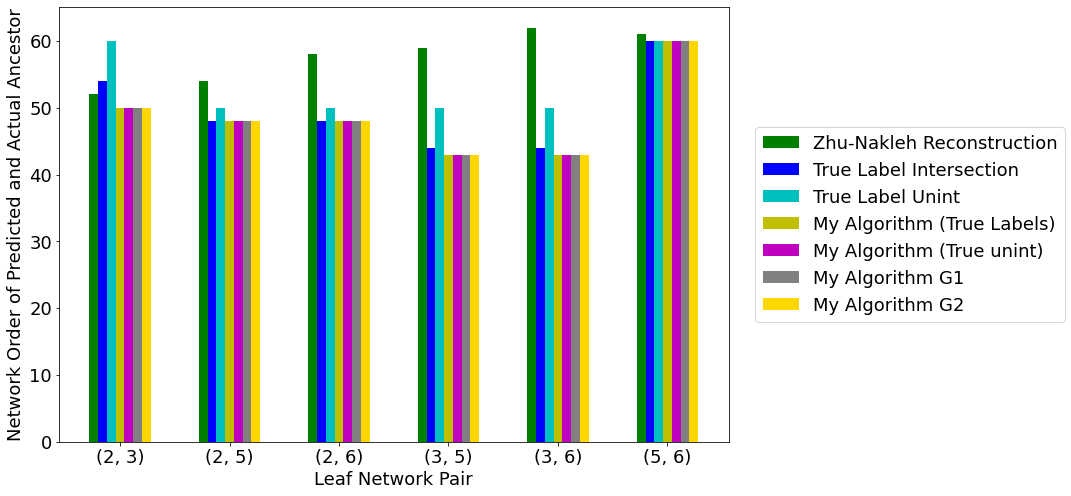 Network Order of Predicted and Actual Ancestor
60
50
40
30
20
10
0
(2, 3) (2, 5) (2, 6) (3, 5) (3, 6) (5, 6)
Leaf Network Pair
Zhu-Nakleh Reconstruction
True Label Intersection
True Label Unint
My Algorithm (True Labels)
My Algorithm (True unint)
My Algorithm G1
My Algorithm G2